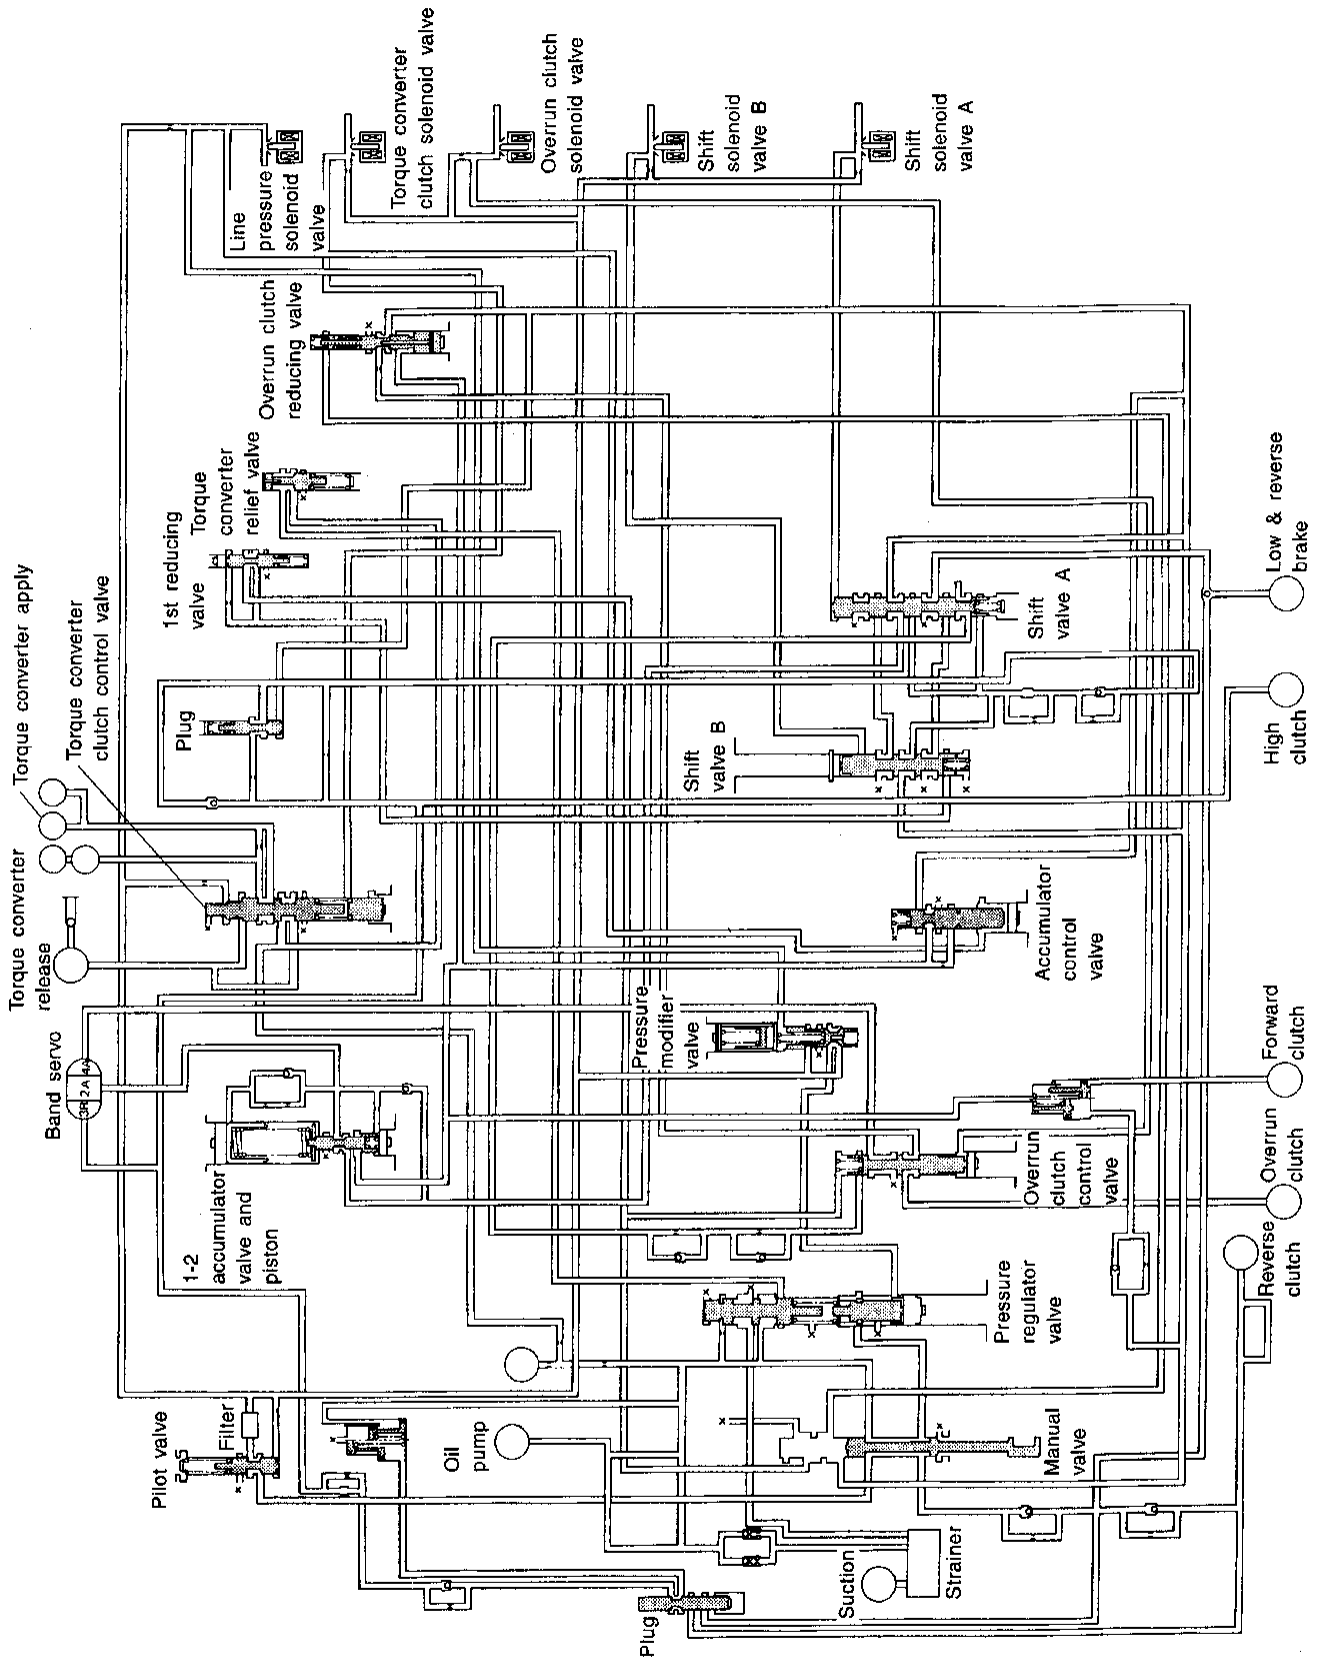 Torque converter apply
Torque converter
clutch control valve
Torque converter
release
Band servo
3R
2A
4A
1-2
accumulator
valve and
piston
Pilot valve
Filter
Plug
1st reducing
valve
Torque
converter
relief valve
Overrun clutch
reducing valve
Line
pressure
solenoid
valve
Torque converter
clutch solenoid valve
Overrun clutch
solenoid valve
Shift
solenoid
valve B
Shift
solenoid
valve A
Shift
valve A
Shift
valve B
Accumulator
control
valve
Pressure
modifier
valve
Overrun
clutch
control
valve
Pressure
regulator
valve
Manual
valve
Oil
pump
Suction
Strainer
Plug
Low & reverse
brake
High
clutch
Forward
clutch
Overrun
clutch
Reverse
clutch